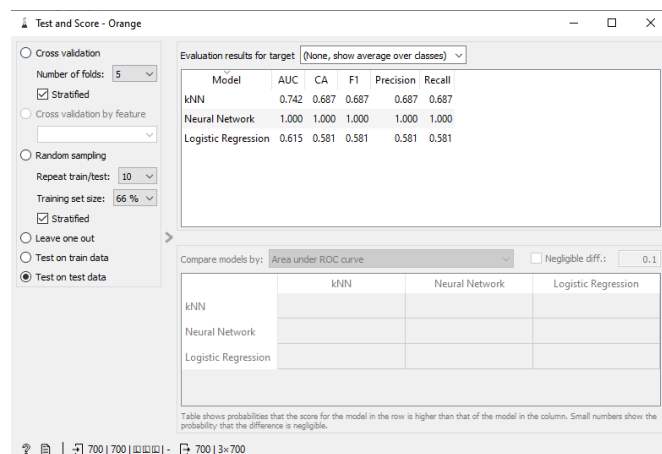 Test and Score - Orange
Cross validation
Number of folds: 5
Stratified
Cross validation by feature
Random sampling
Repeat train/test: 10
Training set size: 66 %
Stratified
Leave one out
Test on train data
Test on test data
Evaluation results for target (None, show average over classes)
Model AUC CA F1 Precision Recall
kNN 0.742 0.687 0.687 0.687 0.687
Neural Network 1.000 1.000 1.000 1.000 1.000
Logistic Regression 0.615 0.581 0.581 0.581 0.581
Compare models by: Area under ROC curve Negligible diff.: 0.1
kNN Neural Network Logistic Regression
kNN
Neural Network
Logistic Regression
Table shows probabilities that the score for the model in the row is higher than that of the model in the column. Small numbers show the
probability that the difference is negligible.
? 700 | 700 | - 700 | 3×700